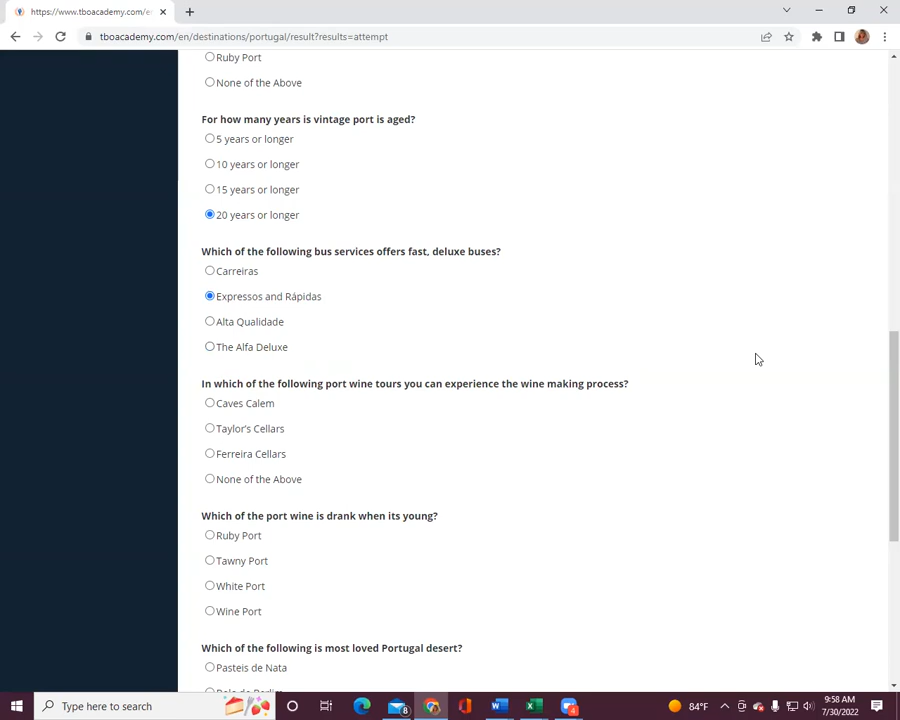 https://www.tboacademy.com/en
tboacademy.com/en/destinations/portugal/result?results=attempt
Ruby Port
None of the Above
For how many years is vintage port is aged?
5 years or longer
10 years or longer
15 years or longer
20 years or longer
Which of the following bus services offers fast, deluxe buses?
Carreiras
Expressos and Rápidas
Alta Qualidade
The Alfa Deluxe
In which of the following port wine tours you can experience the wine making process?
Caves Calem
Taylor's Cellars
Ferreira Cellars
None of the Above
Which of the port wine is drank when its young?
Ruby Port
Tawny Port
White Port
Wine Port
Which of the following is most loved Portugal desert?
Pasteis de Nata
Type here to search
8
4
84°F
9:58 AM
7/30/2022